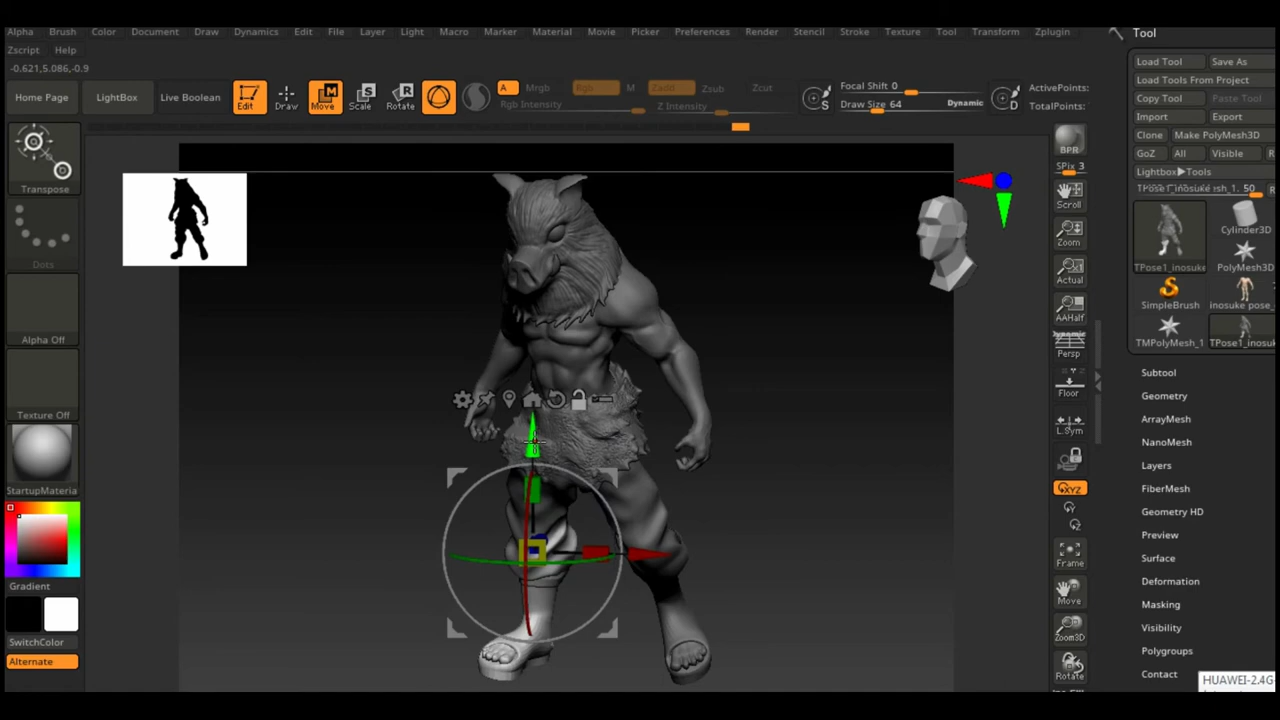 Alpha Brush Color Document Draw Dynamics Edit File Layer Light Macro Marker Material Movie Picker Preferences Render Stencil Stroke Texture Tool Transform Zplugin
Zscript Help
-0.621,5.086,-0.9
Home Page LightBox Live Boolean Edit Draw Move Scale Rotate A Mrgb Rgb M Zadd Zsub Zcut
Rgb Intensity Z Intensity
Focal Shift 0
Draw Size 64 Dynamic
S D
ActivePoints:
TotalPoints:
Transpose
Dots
Alpha Off
Texture Off
StartupMateria
Gradient
SwitchColor
Alternate
BPR
SPix 3
Scroll
Zoom
Actual
AAHalf
Dynamic
Persp
Floor
L.Sym
XYZ
Frame
Move
Zoom3D
Rotate
Tool
Load Tool Save As
Load Tools From Project
Copy Tool Paste Tool
Import Export
Clone Make PolyMesh3D
GoZ All Visible R
Lightbox▶Tools
50 R
TPose1_inosuke
Cylinder3D
PolyMesh3D
SimpleBrush
inosuke pose_
TMPolyMesh_1
TPose1_inosuk
Subtool
Geometry
ArrayMesh
NanoMesh
Layers
FiberMesh
Geometry HD
Preview
Surface
Deformation
Masking
Visibility
Polygroups
Contact
HUAWEI-2.4G